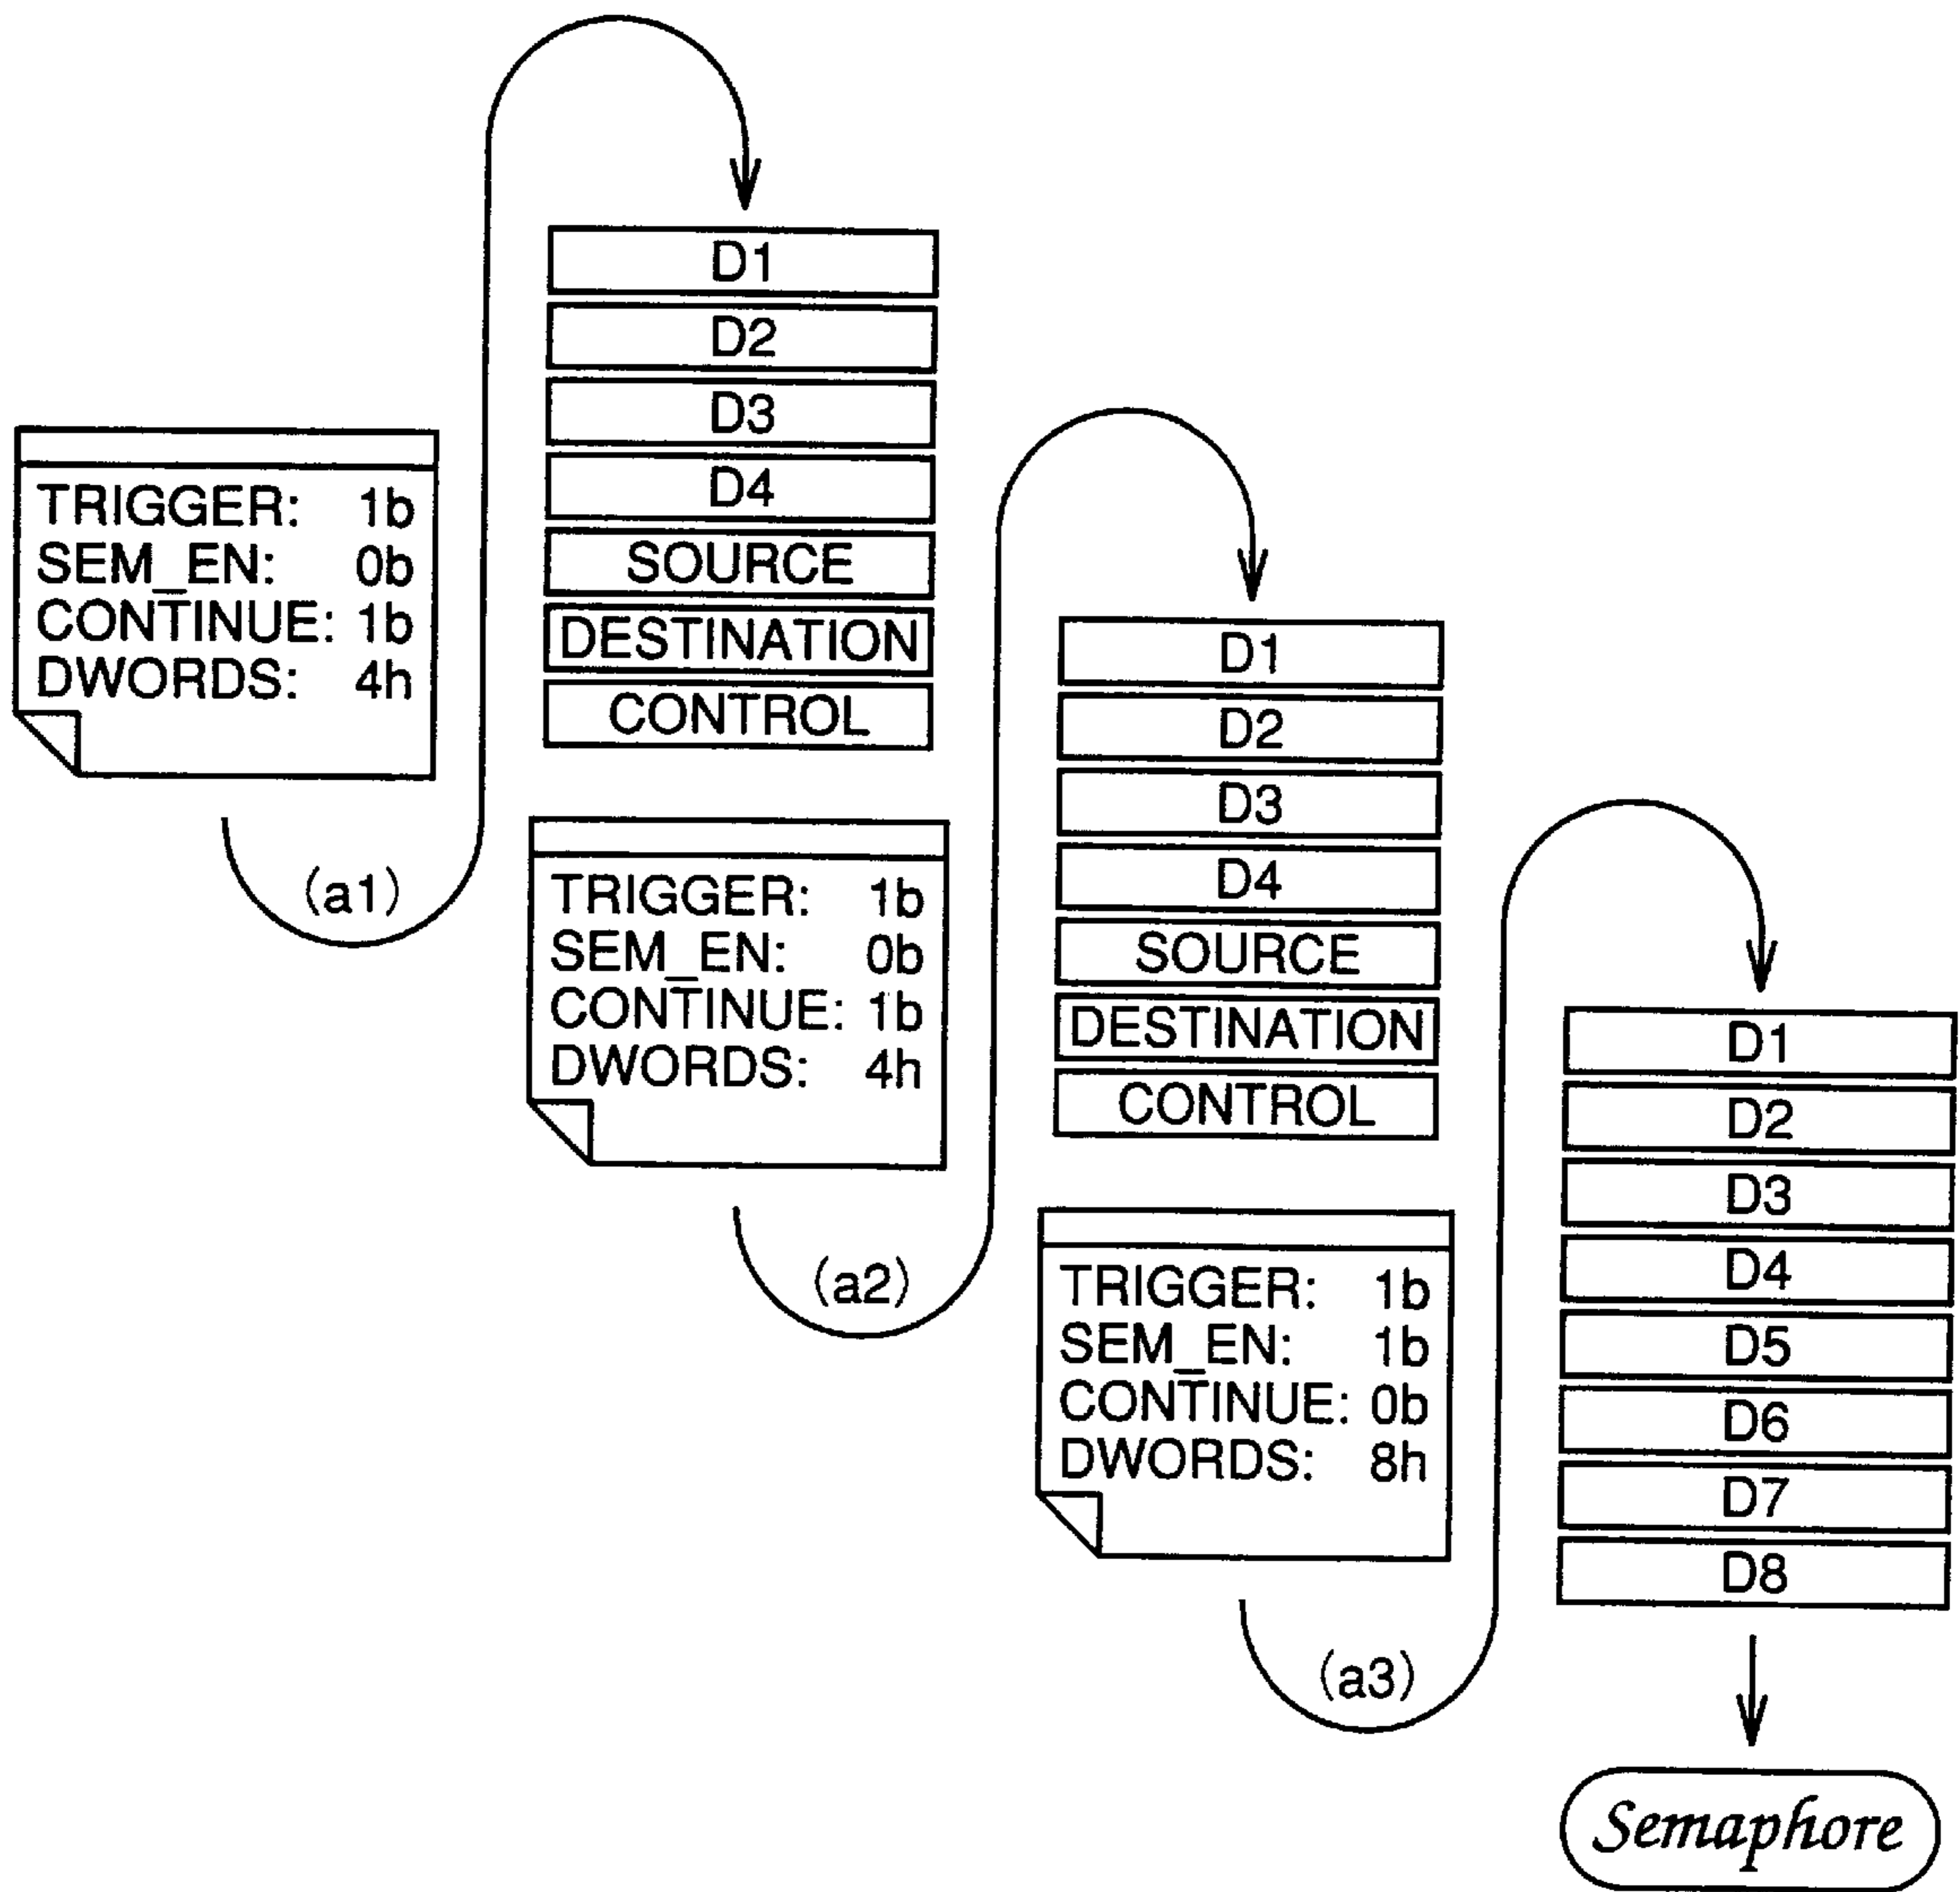 TRIGGER: 1b
SEM_EN: 0b
CONTINUE: 1b
DWORDS: 4h
(a1)
D1
D2
D3
D4
SOURCE
DESTINATION
CONTROL
TRIGGER: 1b
SEM_EN: 0b
CONTINUE: 1b
DWORDS: 4h
(a2)
D1
D2
D3
D4
SOURCE
DESTINATION
CONTROL
TRIGGER: 1b
SEM_EN: 1b
CONTINUE: 0b
DWORDS: 8h
(a3)
D1
D2
D3
D4
D5
D6
D7
D8
Semaphore